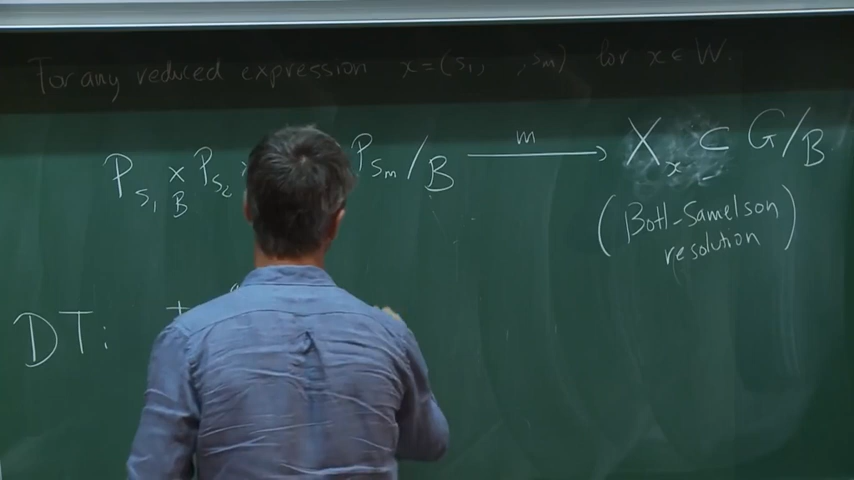 For any reduced expression x = (s₁, , sₘ) for x ∈ W.
P_{s₁} ×_B P_{s₂} × P_{sₘ} / B —m→ X_x ⊂ G/B
(Bott-Samelson
resolution)
DT: